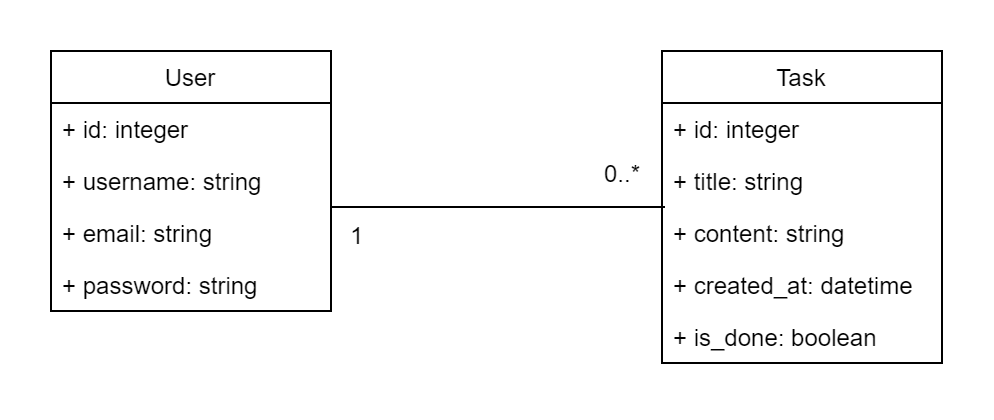 User
+ id: integer
+ username: string
+ email: string
+ password: string
1
0..*
Task
+ id: integer
+ title: string
+ content: string
+ created_at: datetime
+ is_done: boolean